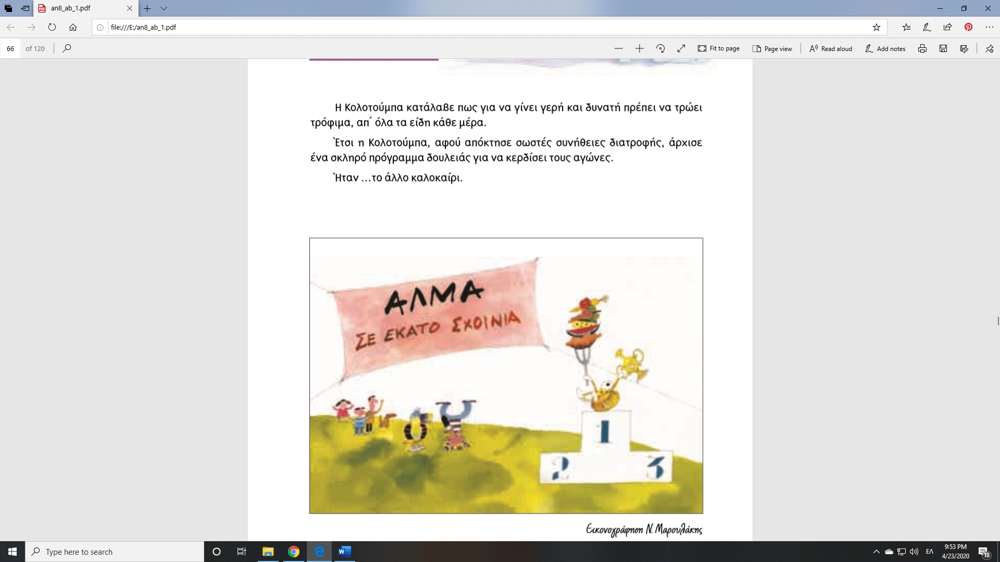 an8_ab_1.pdf
file:///E:/an8_ab_1.pdf
66 of 120
Fit to page
Page view
Read aloud
Add notes
Η Κολοτούμπα κατάλαβε πως για να γίνει γερή και δυνατή πρέπει να τρώει
τρόφιμα, απ΄ όλα τα είδη κάθε μέρα.
Έτσι η Κολοτούμπα, αφού απόκτησε σωστές συνήθειες διατροφής, άρχισε
ένα σκληρό πρόγραμμα δουλειάς για να κερδίσει τους αγώνες.
Ήταν ...το άλλο καλοκαίρι.
ΑΛΜΑ
ΣΕ ΕΚΑΤΟ ΣΧΟΙΝΙΑ
1
2 3
Εικονογράφηση Ν. Μαρουλάκης
Type here to search
ΕΛ
9:53 PM
4/23/2020
18